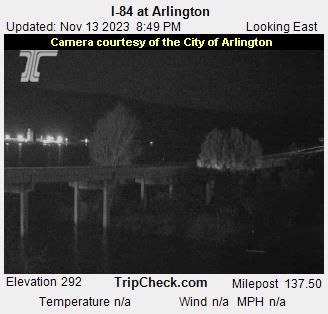 I-84 at Arlington
Updated: Nov 13 2023 8:49 PM Looking East
Camera courtesy of the City of Arlington
Elevation 292 TripCheck.com Milepost 137.50
Temperature n/a Wind n/a MPH n/a